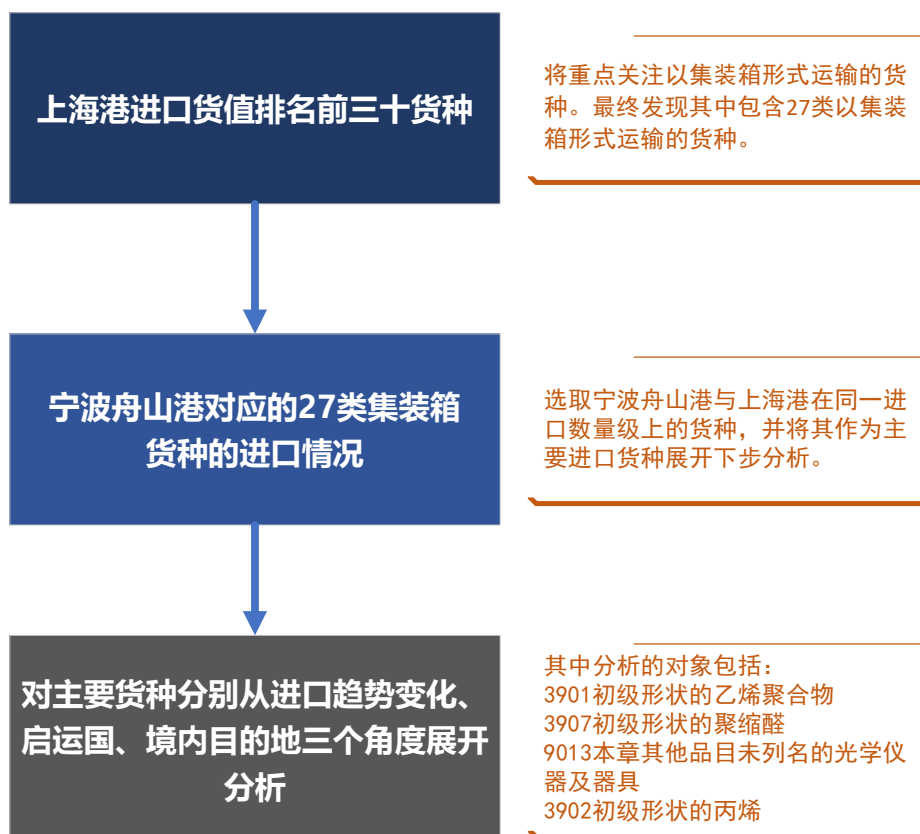 上海港进口货值排名前三十货种
将重点关注以集装箱形式运输的货
种。最终发现其中包含27类以集装
箱形式运输的货种。
宁波舟山港对应的27类集装箱
货种的进口情况
选取宁波舟山港与上海港在同一进
口数量级上的货种，并将其作为主
要进口货种展开下步分析。
对主要货种分别从进口趋势变化、
启运国、境内目的地三个角度展开
分析
其中分析的对象包括：
3901初级形状的乙烯聚合物
3907初级形状的聚缩醛
9013本章其他品目未列名的光学仪
器及器具
3902初级形状的丙烯